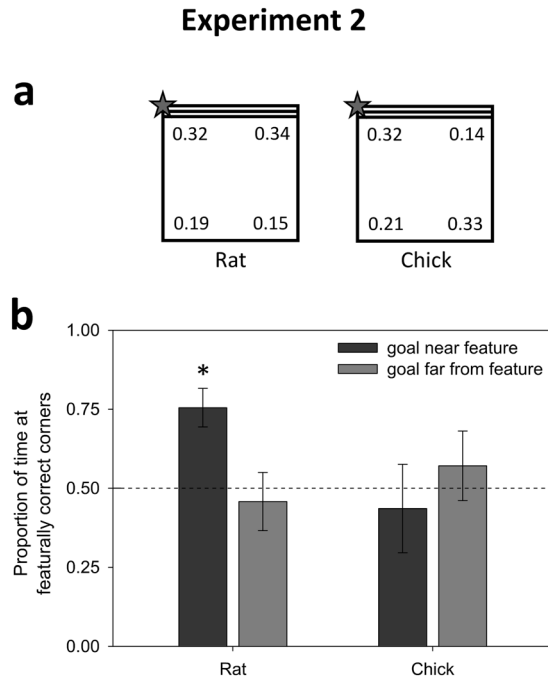 Experiment 2
a
0.32 0.34
0.19 0.15
Rat
0.32 0.14
0.21 0.33
Chick
b
Proportion of time at
featurally correct corners
1.00
0.75
0.50
0.25
0.00
*
goal near feature
goal far from feature
Rat Chick